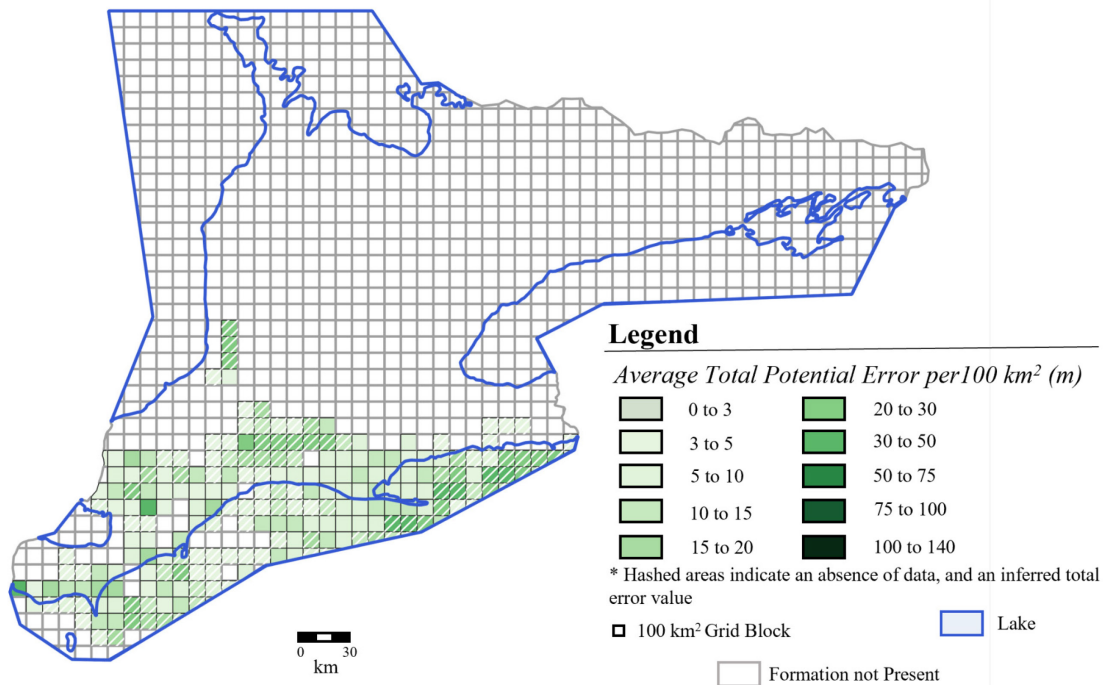 Legend
Average Total Potential Error per100 km² (m)
0 to 3
20 to 30
3 to 5
30 to 50
5 to 10
50 to 75
10 to 15
75 to 100
15 to 20
100 to 140
* Hashed areas indicate an absence of data, and an inferred total
error value
100 km² Grid Block
Lake
Formation not Present
0 30
km